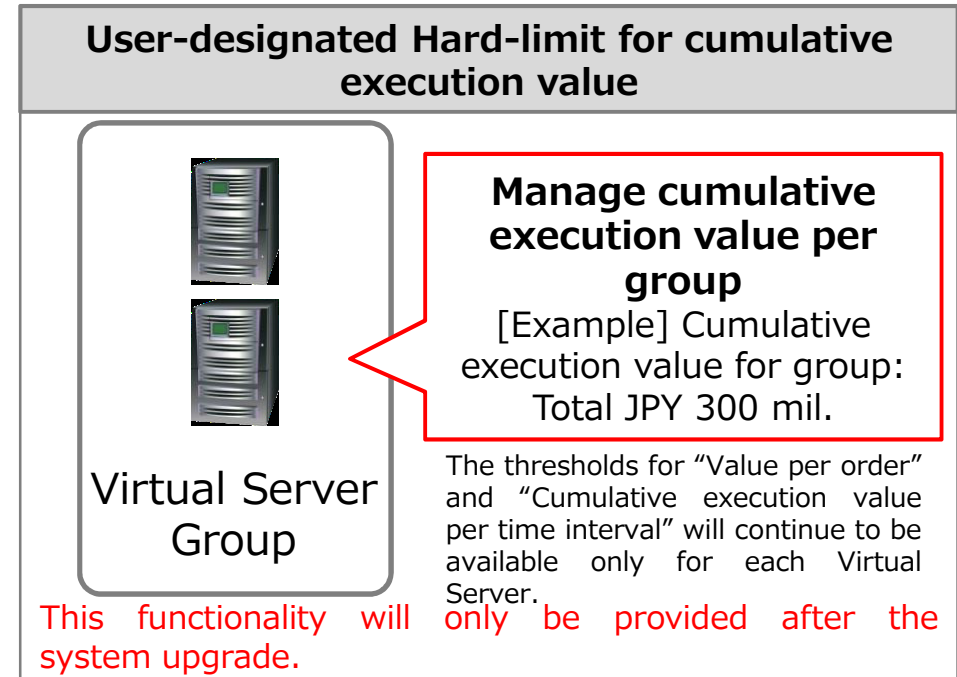 User-designated Hard-limit for cumulative
execution value
Manage cumulative
execution value per
group
[Example] Cumulative
execution value for group:
Total JPY 300 mil.
Virtual Server
Group
The thresholds for “Value per order”
and “Cumulative execution value
per time interval” will continue to be
available only for each Virtual
Server.
This functionality will only be provided after the
system upgrade.